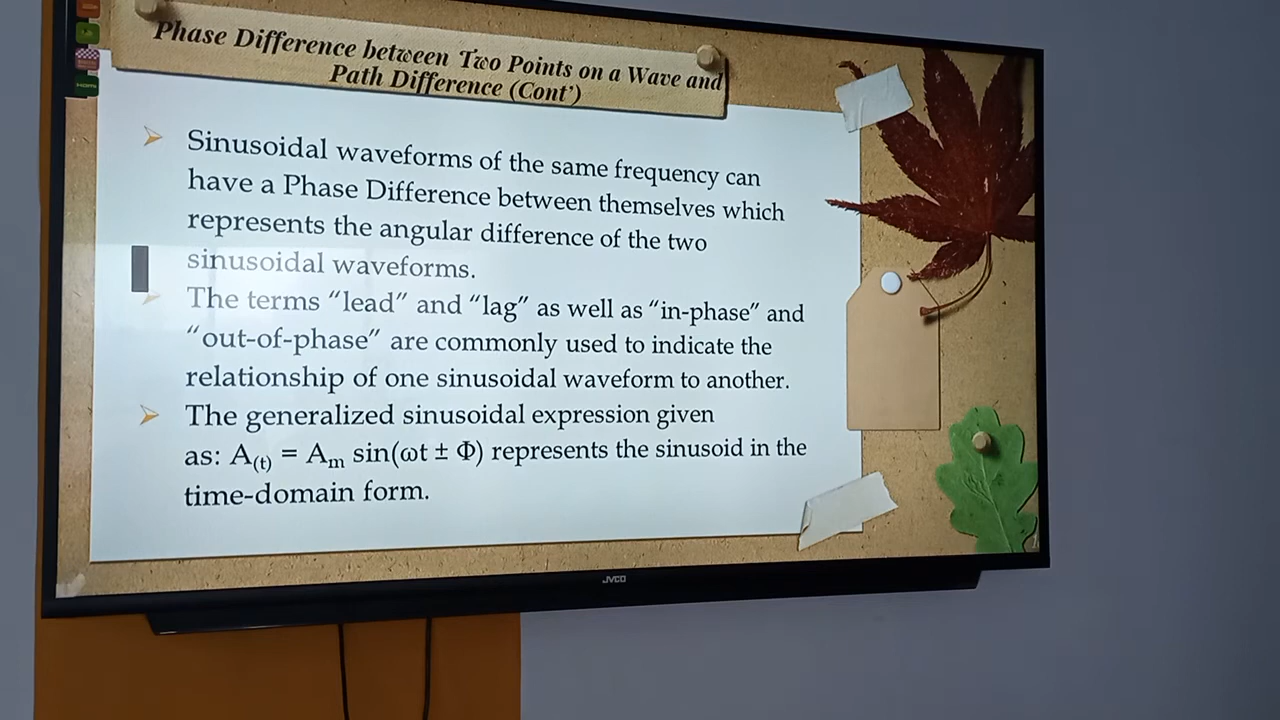 Phase Difference between Two Points on a Wave and
Path Difference (Cont')
Sinusoidal waveforms of the same frequency can
have a Phase Difference between themselves which
represents the angular difference of the two
sinusoidal waveforms.
The terms “lead” and “lag” as well as “in-phase” and
“out-of-phase” are commonly used to indicate the
relationship of one sinusoidal waveform to another.
The generalized sinusoidal expression given
as: A(t) = Am sin(ωt ± Φ) represents the sinusoid in the
time-domain form.
JVCO